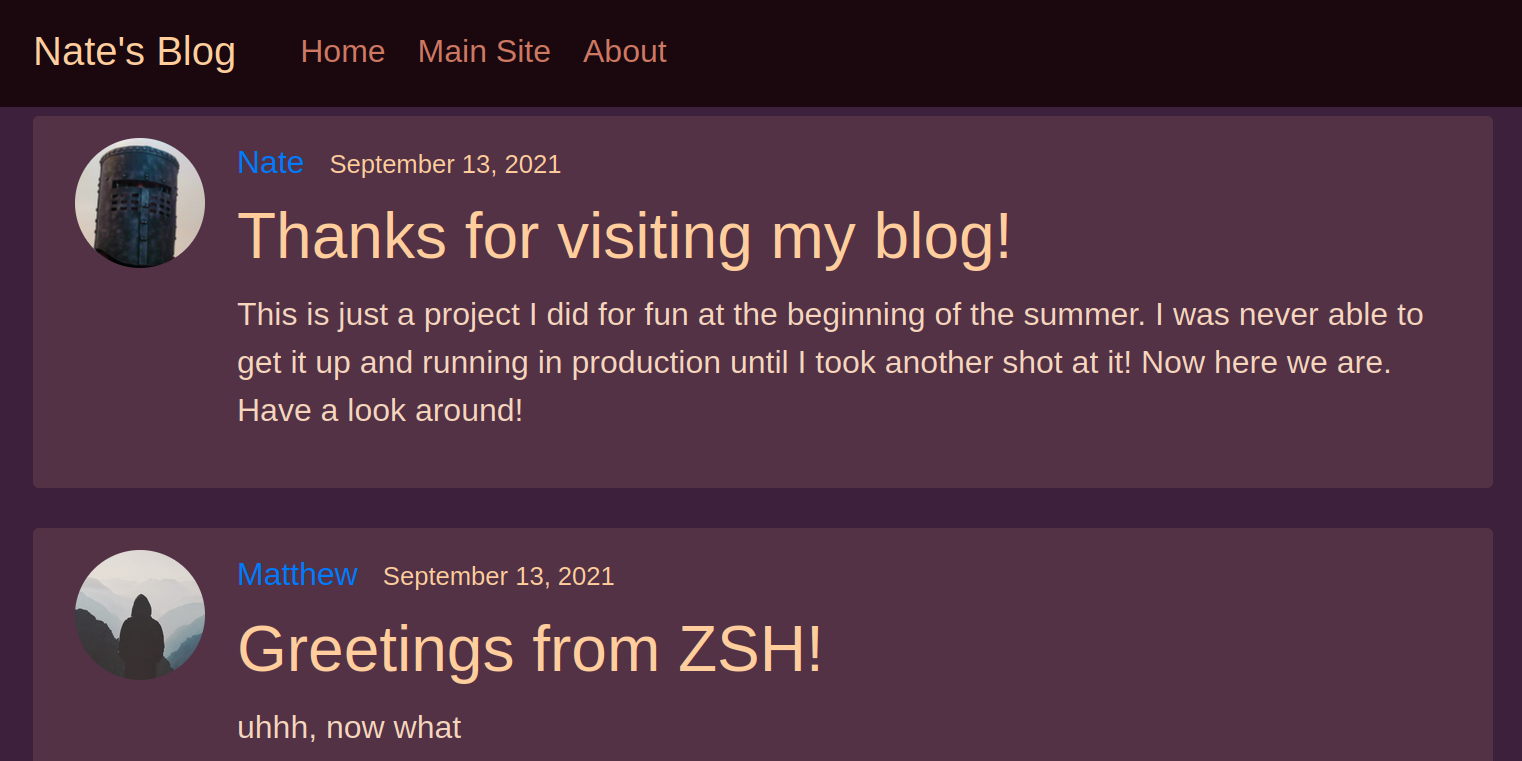 Nate's Blog Home Main Site About
Nate September 13, 2021
Thanks for visiting my blog!
This is just a project I did for fun at the beginning of the summer. I was never able to
get it up and running in production until I took another shot at it! Now here we are.
Have a look around!
Matthew September 13, 2021
Greetings from ZSH!
uhhh, now what